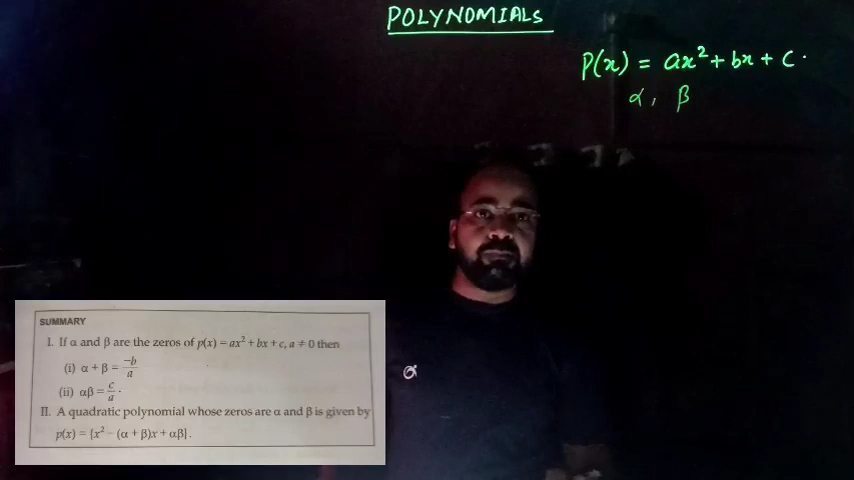 POLYNOMIALS
P(x) = ax² + bx + c.
α, β
SUMMARY
I. If α and β are the zeros of p(x) = ax² + bx + c, a ≠ 0 then
(i) α + β = -b/a
(ii) αβ = c/a.
II. A quadratic polynomial whose zeros are α and β is given by
p(x) = {x² - (α + β)x + αβ}.